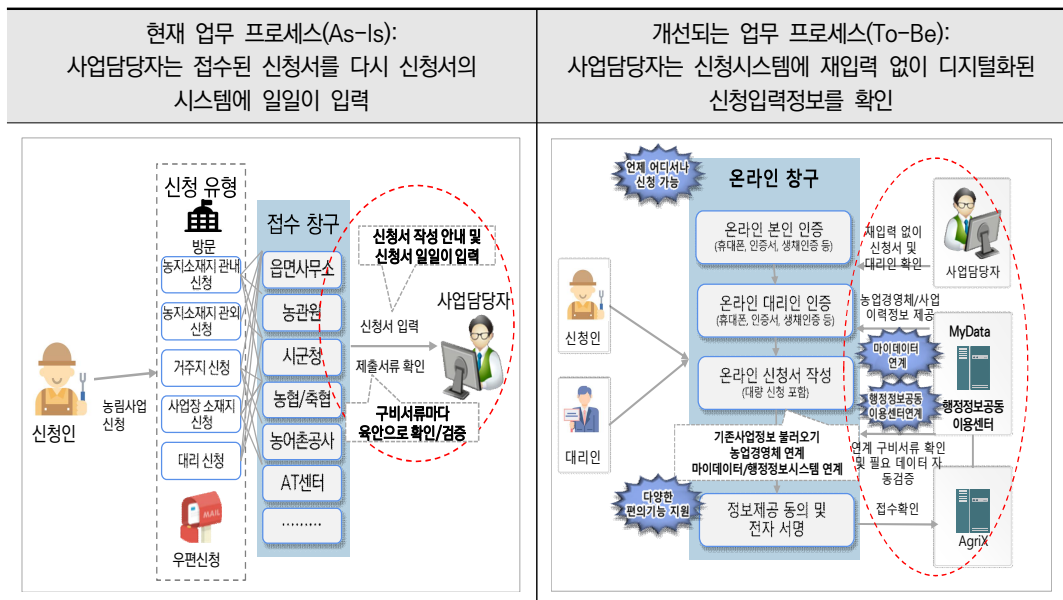 현재 업무 프로세스(As-Is):
사업담당자는 접수된 신청서를 다시 신청서의
시스템에 일일이 입력
신청 유형
방문
농지소재지 관내
신청
농지소재지 관외
신청
거주지 신청
사업장 소재지
신청
대리 신청
MAIL
우편신청
신청인
농림사업
신청
접수 창구
읍면사무소
농관원
시군청
농협/축협
농어촌공사
AT센터
………
신청서 작성 안내 및
신청서 일일이 입력
신청서 입력
제출서류 확인
구비서류마다
육안으로 확인/검증
사업담당자
개선되는 업무 프로세스(To-Be):
사업담당자는 신청시스템에 재입력 없이 디지털화된
신청입력정보를 확인
언제 어디서나
신청 가능
온라인 창구
온라인 본인 인증
(휴대폰, 인증서, 생채인증 등)
온라인 대리인 인증
(휴대폰, 인증서, 생채인증 등)
온라인 신청서 작성
(대량 신청 포함)
기존사업정보 불러오기
농업경영체 연계
마이데이터/행정정보시스템 연계
다양한
편의기능 지원
정보제공 동의 및
전자 서명
신청인
대리인
재입력 없이
신청서 및
대리인 확인
사업담당자
농업경영체/사업
이력정보 제공
MyData
마이데이터
연계
행정정보공동
이용센터연계
행정정보공동
이용센터
연계 구비서류 확인
및 필요 데이터 자
동검증
접수확인
AgriX